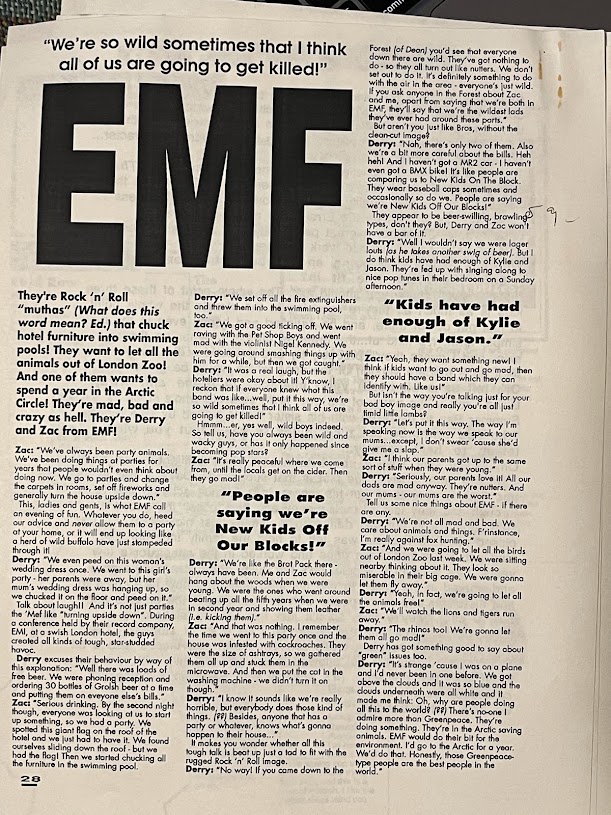 "We're so wild sometimes that I think
all of us are going to get killed!"
EMF
They're Rock 'n' Roll
"muthas" (What does this
word mean? Ed.) that chuck
hotel furniture into swimming
pools! They want to let all the
animals out of London Zoo!
And one of them wants to
spend a year in the Arctic
Circle! They're mad, bad and
crazy as hell. They're Derry
and Zac from EMF!
Zac: "We've always been party animals.
We've been doing things at parties for
years that people wouldn't even think about
doing now. We go to parties and change
the carpets in rooms, set off fireworks and
generally turn the house upside down."
This, ladies and gents, is what EMF call
an evening of fun. Whatever you do, heed
our advice and never allow them to a party
at your home, or it will end up looking like
a herd of wild buffalo have just stampeded
through it!
Derry: "We even peed on this woman's
wedding dress once. We went to this girl's
party - her parents were away, but her
mum's wedding dress was hanging up, so
we chucked it on the floor and peed on it."
Talk about laugh!! And it's not just parties
the 'Mef like "turning upside down". During
a conference held by their record company,
EMI, at a swish London hotel, the guys
created all kinds of tough, star-studded
havoc.
Derry excuses their behaviour by way of
this explanation: "Well there was loads of
free beer. We were phoning reception and
ordering 30 bottles of Grolsh beer at a time
and putting them on everyone else's bills."
Zac: "Serious drinking. By the second night
though, everyone was looking at us to start
up something, so we had a party. We
spotted this giant flag on the roof of the
hotel and we just had to have it. We found
ourselves sliding down the roof - but we
had the flag! Then we started chucking all
the furniture in the swimming pool.
28
Derry: "We set off all the fire extinguishers
and threw them into the swimming pool,
too."
Zac: "We got a good ticking off. We went
raving with the Pet Shop Boys and went
mad with the violinist Nigel Kennedy. We
were going around smashing things up with
him for a while, but then we got caught."
Derry: "It was a real laugh, but the
hoteliers were okay about it! Y'know, I
reckon that if everyone knew what this
band was like...well, put it this way, we're
so wild sometimes that I think all of us are
going to get killed!"
Hmmm...er, yes well, wild boys indeed.
So tell us, have you always been wild and
wacky guys, or has it only happened since
becoming pop stars?
Zac: "It's really peaceful where we come
from, until the locals get on the cider. Then
they go mad!"
"People are
saying we're
New Kids Off
Our Blocks!"
Derry: "We're like the Brat Pack there -
always have been. Me and Zac would
hang about the woods when we were
young. We were the ones who went around
beating up all the fifth years when we were
in second year and showing them leather
(I.e. kicking them)."
Zac: "And that was nothing. I remember
the time we went to this party once and the
house was infested with cockroaches. They
were the size of ashtrays, so we gathered
them all up and stuck them in the
microwave. And then we put the cat in the
washing machine - we didn't turn it on
though."
Derry: "I know it sounds like we're really
horrible, but everybody does those kind of
things. (??) Besides, anyone that has a
party or whatever, knows what's gonna
happen to their house..."
It makes you wonder whether all this
tough talk is beat up just a tad to fit with the
rugged Rock 'n Roll image.
Derry: "No way! If you came down to the
Forest (of Dean) you'd see that everyone
down there are wild. They've got nothing to
do - so they all turn out like nutters. We don't
set out to do it. It's definitely something to do
with the air in the area - everyone's just wild.
If you ask anyone in the Forest about Zac
and me, apart from saying that we're both in
EMF, they'll say that we're the wildest lads
they've ever had around these parts."
But aren't you just like Bros, without the
clean-cut image?
Derry: "Nah, there's only two of them. Also
we're a bit more careful about the bills. Heh
heh! And I haven't got a MR2 car - I haven't
even got a BMX bike! It's like people are
comparing us to New Kids On The Block.
They wear baseball caps sometimes and
occasionally so do we. People are saying
we're New Kids Off Our Blocks!"
They appear to be beer-swilling, brawling
types, don't they? But, Derry and Zac won't
have a bar of it.
Derry: "Well I wouldn't say we were lager
louts (as he takes another swig of beer). But I
do think kids have had enough of Kylie and
Jason. They're fed up with singing along to
nice pop tunes in their bedroom on a Sunday
afternoon."
"Kids have had
enough of Kylie
and Jason."
Zac: "Yeah, they want something new! I
think if kids want to go out and go mad, then
they should have a band which they can
identify with. Like us!"
But isn't the way you're talking just for your
bad boy image and really you're all just
timid little lambs?
Derry: "Let's put it this way. The way I'm
speaking now is the way we speak to our
mums...except, I don't swear 'cause she'd
give me a slap."
Zac: "I think our parents got up to the same
sort of stuff when they were young."
Derry: "Seriously, our parents love it! All our
dads are mad anyway. They're nutters. And
our mums - our mums are the worst."
Tell us some nice things about EMF - if there
are any.
Derry: "We're not all mad and bad. We
care about animals and things. F'rinstance,
I'm really against fox hunting."
Zac: "And we were going to let all the birds
out of London Zoo last week. We were sitting
nearby thinking about it. They look so
miserable in their big cage. We were gonna
let them fly away."
Derry: "Yeah, in fact, we're going to let
all the animals free!"
Zac: "We'll watch the lions and tigers run
away."
Derry: "The rhinos too! We're gonna let
them all go mad!"
Derry has got something good to say about
"green" issues too.
Derry: "It's strange 'cause I was on a plane
and I'd never been in one before. We got
above the clouds and it was so blue and the
clouds underneath were all white and it
made me think: Oh, why are people doing
all this to the world? (??) There's no-one I
admire more than Greenpeace. They're
doing something. They're in the Arctic saving
animals. EMF would do their bit for the
environment. I'd go to the Arctic for a year.
We'd do that. Honestly, those Greenpeace-
type people are the best people in the
world."